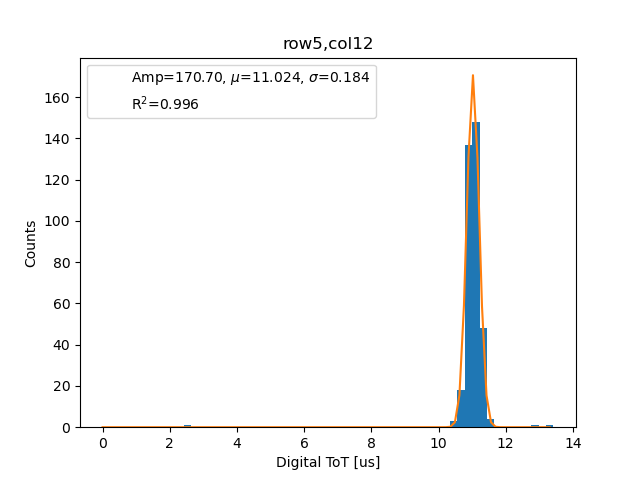 row5,col12
Amp=170.70, μ=11.024, σ=0.184
R²=0.996
160
140
120
100
80
60
40
20
0
Counts
0 2 4 6 8 10 12 14
Digital ToT [us]